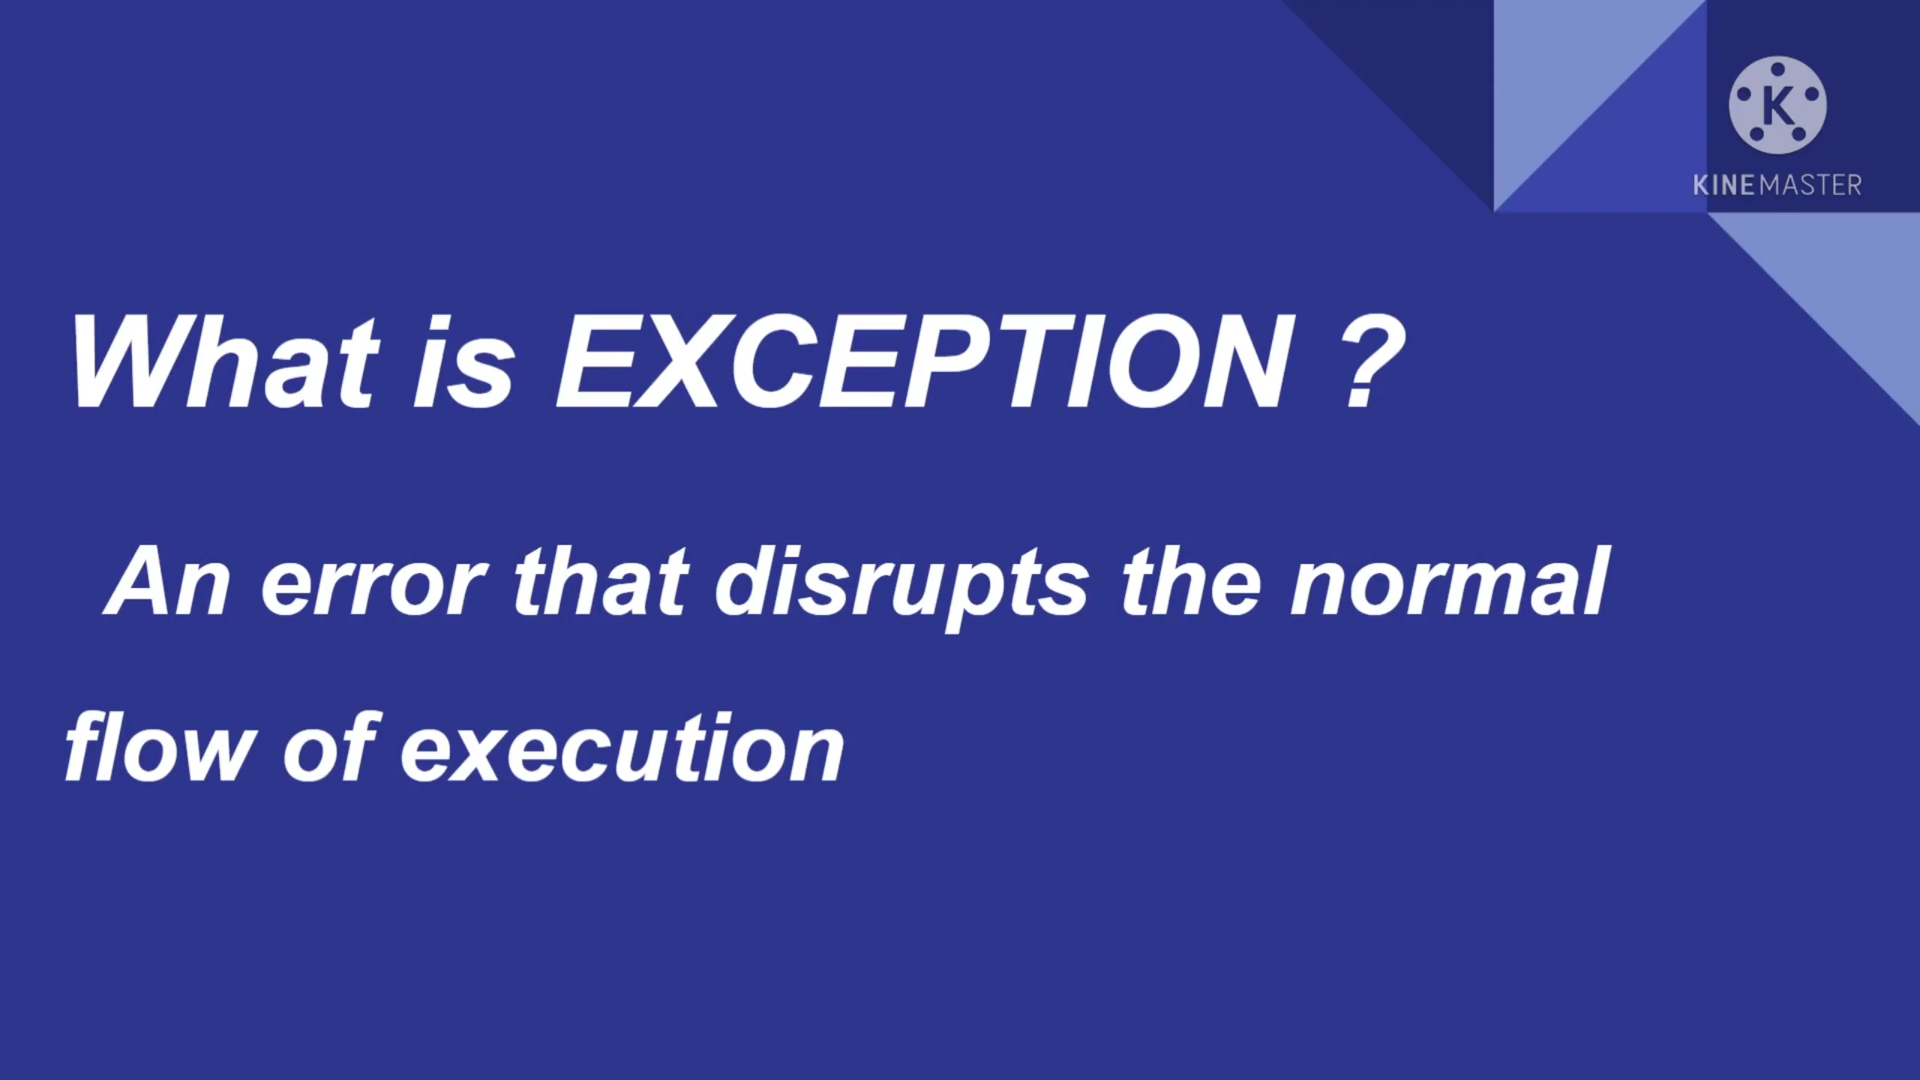 K
KINEMASTER
What is EXCEPTION ?
An error that disrupts the normal
flow of execution